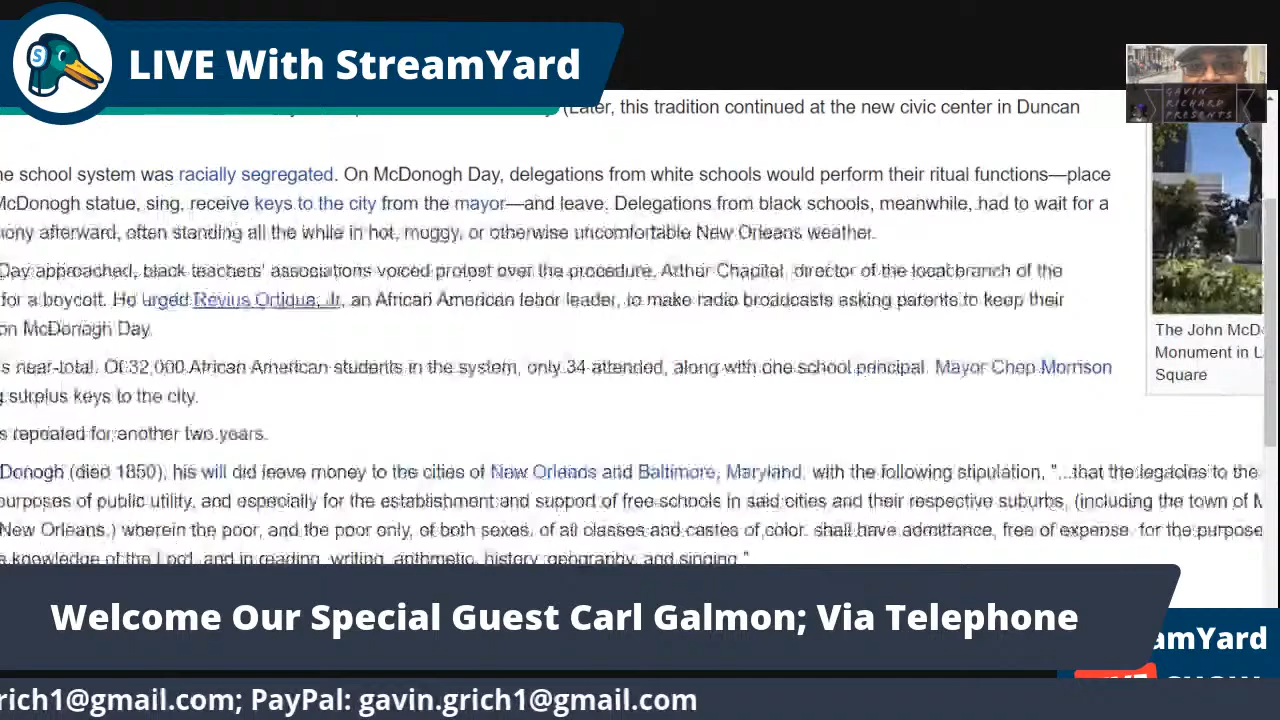 LIVE With StreamYard
GAVIN
RICHARD
PRESENTS
(Later, this tradition continued at the new civic center in Duncan
he school system was racially segregated. On McDonogh Day, delegations from white schools would perform their ritual functions—place
McDonogh statue, sing, receive keys to the city from the mayor—and leave. Delegations from black schools, meanwhile, had to wait for a
ony afterward, often standing all the while in hot, muggy, or otherwise uncomfortable New Orleans weather.
Day approached, black teachers' associations voiced protest over the procedure. Arthur Chapital, director of the local branch of the
for a boycott. He urged Revius Ortique, Jr, an African American labor leader, to make radio broadcasts asking parents to keep their
on McDonogh Day.
s near-total. Of 32,000 African American students in the system, only 34 attended, along with one school principal. Mayor Chep Morrison
g surplus keys to the city.
s repeated for another two years.
Donogh (died 1850), his will did leave money to the cities of New Orleans and Baltimore, Maryland, with the following stipulation, "...that the legacies to the
purposes of public utility, and especially for the establishment and support of free schools in said cities and their respective suburbs, (including the town of M
New Orleans,) wherein the poor, and the poor only, of both sexes, of all classes and castes of color, shall have admittance, free of expense for the purpose
knowledge of the Lord, and in reading, writing, arithmetic, history, geography, and singing."
The John McD
Monument in L
Square
Welcome Our Special Guest Carl Galmon; Via Telephone
amYard
rich1@gmail.com; PayPal: gavin.grich1@gmail.com